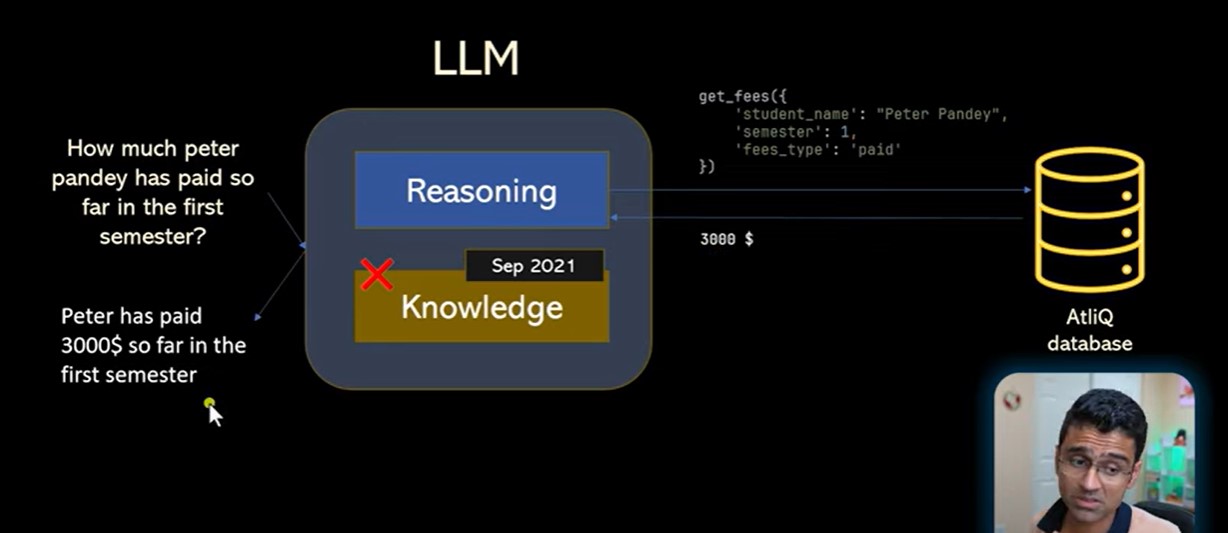 LLM
How much peter
pandey has paid so
far in the first
semester?
Peter has paid
3000$ so far in the
first semester
Reasoning
Sep 2021
Knowledge
get_fees({
'student_name': "Peter Pandey",
'semester': 1,
'fees_type': 'paid'
})
3000 $
AtliQ
database